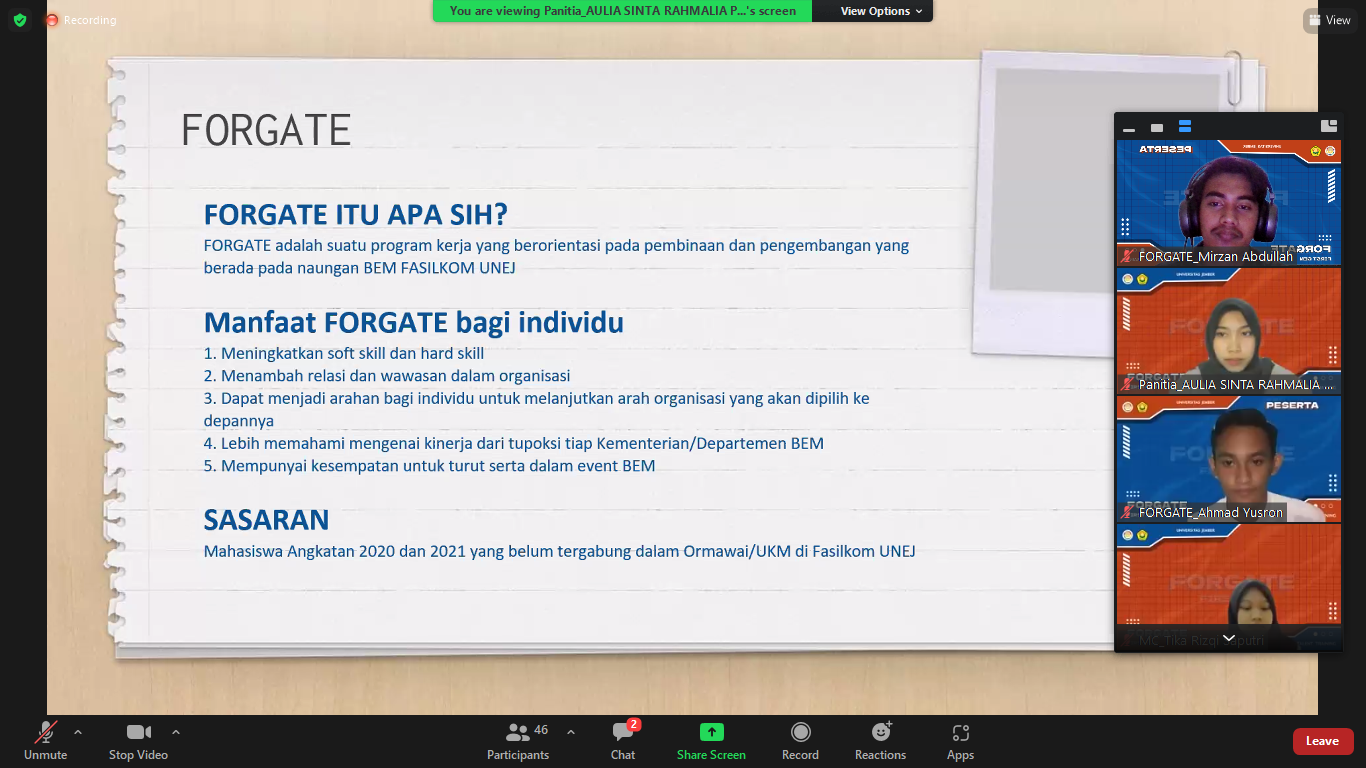 Recording
You are viewing Panitia_AULIA SINTA RAHMALIA P...'s screen
View Options
View
FORGATE
FORGATE ITU APA SIH?
FORGATE adalah suatu program kerja yang berorientasi pada pembinaan dan pengembangan yang
berada pada naungan BEM FASILKOM UNEJ
Manfaat FORGATE bagi individu
1. Meningkatkan soft skill dan hard skill
2. Menambah relasi dan wawasan dalam organisasi
3. Dapat menjadi arahan bagi individu untuk melanjutkan arah organisasi yang akan dipilih ke
depannya
4. Lebih memahami mengenai kinerja dari tupoksi tiap Kementerian/Departemen BEM
5. Mempunyai kesempatan untuk turut serta dalam event BEM
SASARAN
Mahasiswa Angkatan 2020 dan 2021 yang belum tergabung dalam Ormawai/UKM di Fasilkom UNEJ
PESERTA
FORGATE
FORGATE_Mirzan Abdullah
UNIVERSITAS JEMBER
FORGATE
Panitia_AULIA SINTA RAHMALIA ...
PESERTA
FORGATE_Ahmad Yusron
UNIVERSITAS JEMBER
FORGATE
MC_Tika Rizqi Saputri
Unmute
Stop Video
Participants
46
Chat
2
Share Screen
Record
Reactions
Apps
Leave